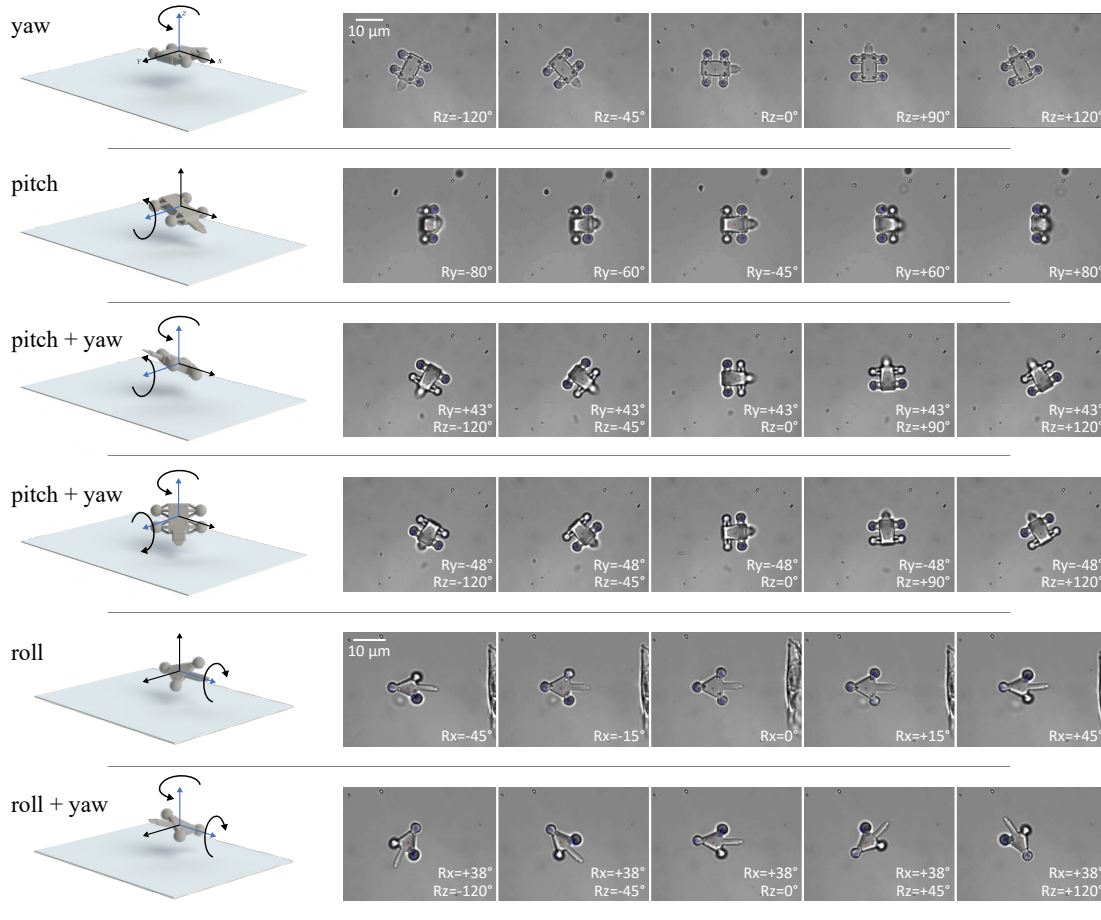 yaw
z
Y
X
10 µm
Rz=-120°
Rz=-45°
Rz=0°
Rz=+90°
Rz=+120°
pitch
Ry=-80°
Ry=-60°
Ry=-45°
Ry=+60°
Ry=+80°
pitch + yaw
Ry=+43°
Rz=-120°
Ry=+43°
Rz=-45°
Ry=+43°
Rz=0°
Ry=+43°
Rz=+90°
Ry=+43°
Rz=+120°
pitch + yaw
Ry=-48°
Rz=-120°
Ry=-48°
Rz=-45°
Ry=-48°
Rz=0°
Ry=-48°
Rz=+90°
Ry=-48°
Rz=+120°
roll
10 µm
Rx=-45°
Rx=-15°
Rx=0°
Rx=+15°
Rx=+45°
roll + yaw
Rx=+38°
Rz=-120°
Rx=+38°
Rz=-45°
Rx=+38°
Rz=0°
Rx=+38°
Rz=+45°
Rx=+38°
Rz=+120°